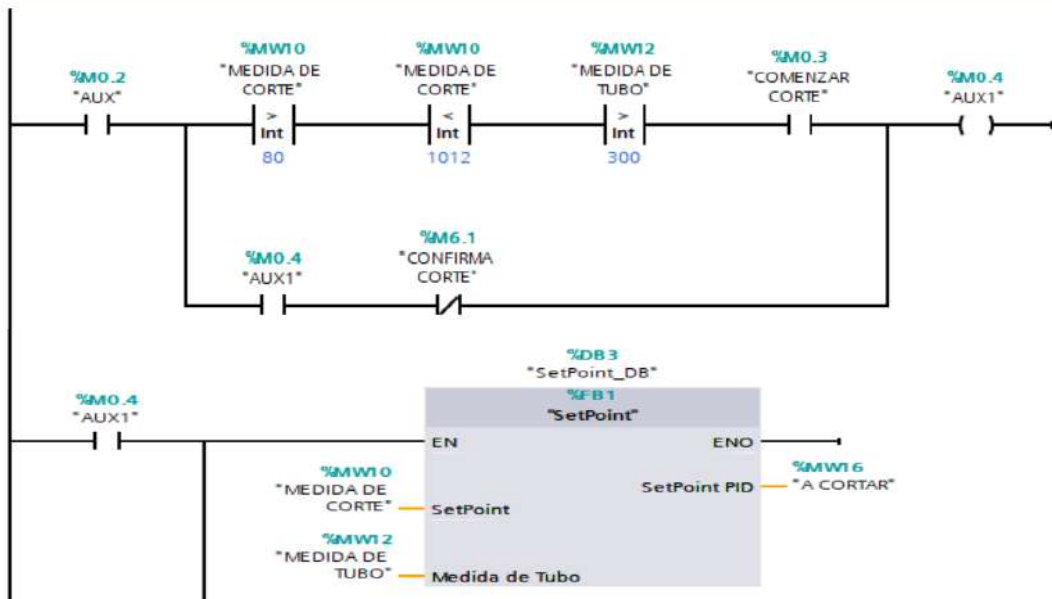 %M0.2
"AUX"
%MW10
"MEDIDA DE
CORTE"
>
Int
80
%MW10
"MEDIDA DE
CORTE"
<
Int
1012
%MW12
"MEDIDA DE
TUBO"
>
Int
300
%M0.3
"COMENZAR
CORTE"
%M0.4
"AUX1"
%M0.4
"AUX1"
%M6.1
"CONFIRMA
CORTE"
%M0.4
"AUX1"
%DB3
"SetPoint_DB"
%FB1
"SetPoint"
EN
ENO
%MW10
"MEDIDA DE
CORTE"
SetPoint
SetPoint PID
%MW16
"A CORTAR"
%MW12
"MEDIDA DE
TUBO"
Medida de Tubo